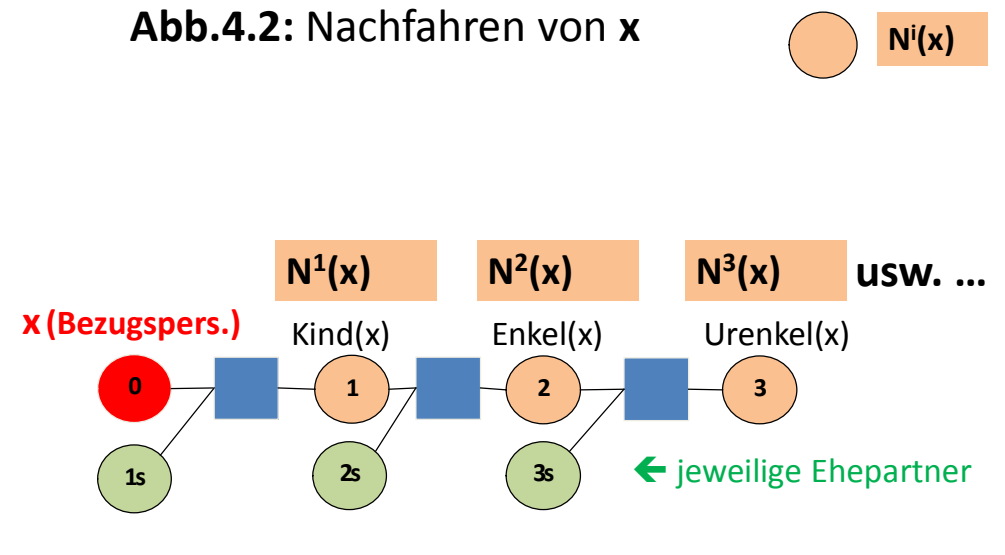 Abb.4.2: Nachfahren von x
Nⁱ(x)
N¹(x) N²(x) N³(x) usw. ...
x (Bezugspers.)
Kind(x) Enkel(x) Urenkel(x)
0 1 2 3
1s 2s 3s ← jeweilige Ehepartner